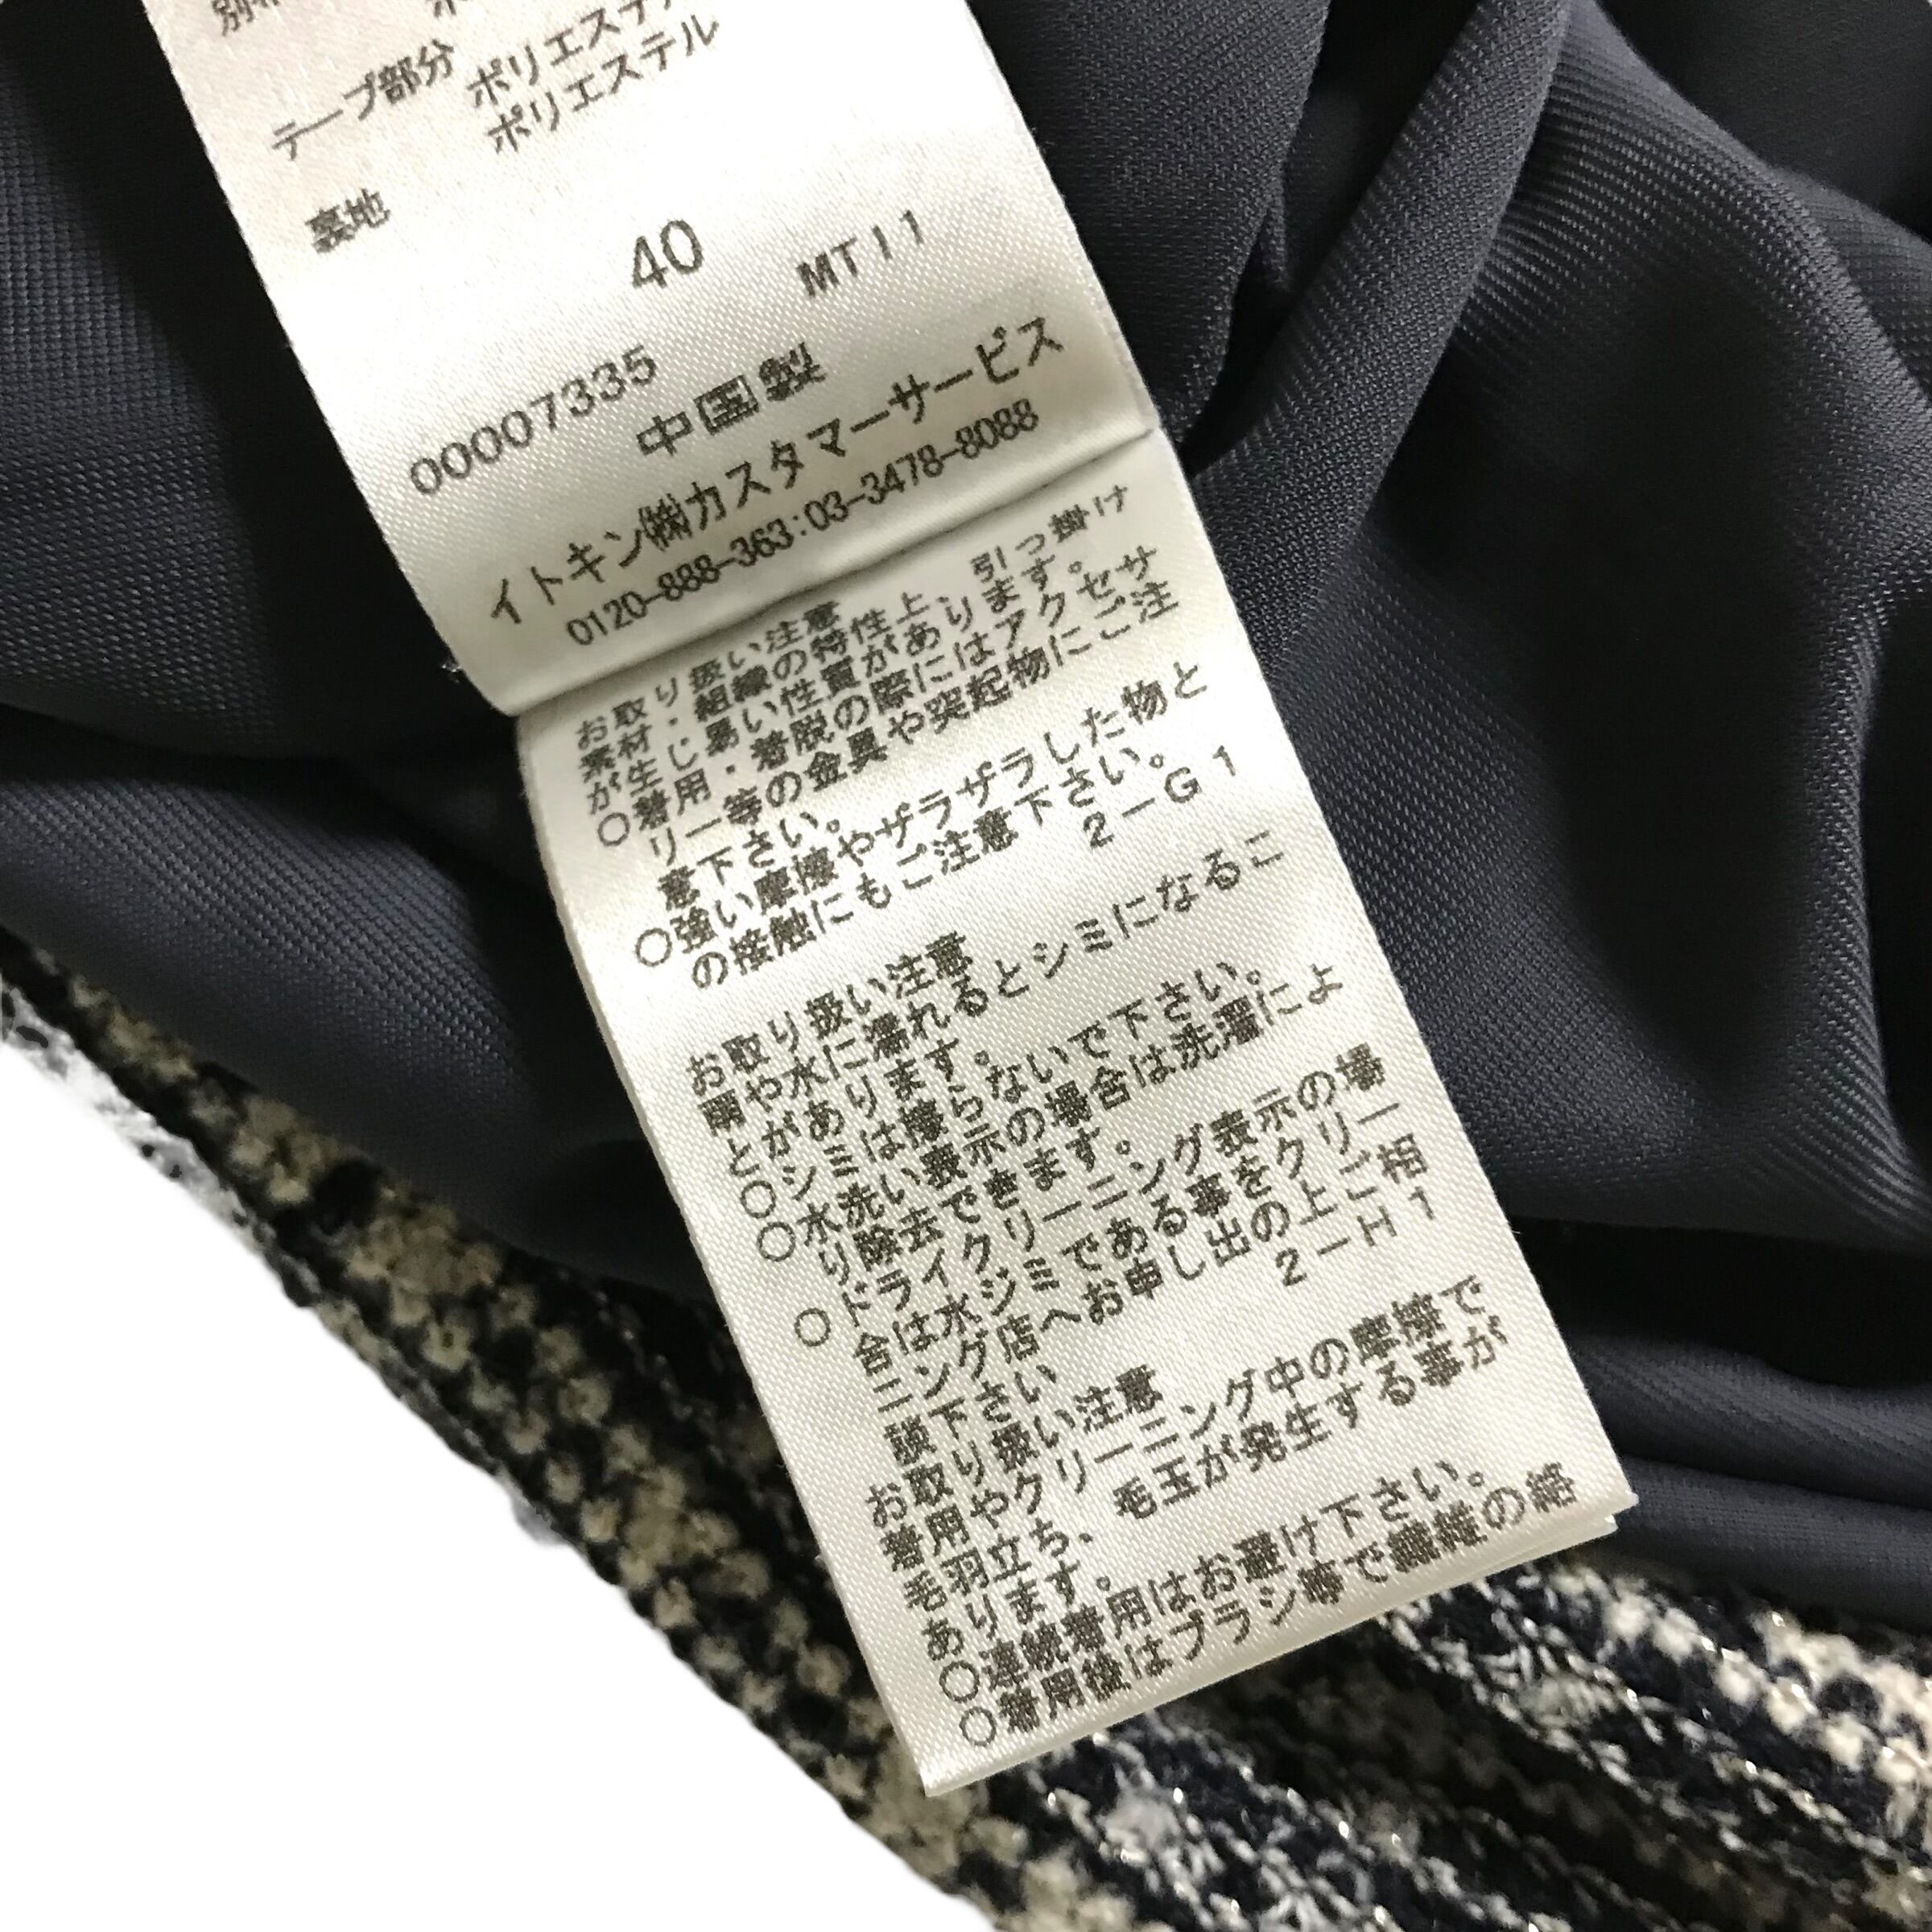 テープ部分 ポリエステル
裏地 ポリエステル
40
MT11
00007335
中国製
イトキン㈱カスタマーサービス
0120-888-363:03-3478-8088
お取り扱い注意
素材・組織の特性上、引っ掛け
が生じ易い性質があります。
○着用・着脱の際にはアクセサ
リー等の金具や突起物にご注
意下さい。
○強い摩擦やザラザラした物と
の接触にもご注意下さい。
2-G1
お取り扱い注意
雨や水に濡れるとシミになるこ
とがあります。
○シミは擦らないで下さい。
○水洗い表示の場合は洗濯によ
り除去できます。
○ドライクリーニング表示の場
合は水ジミである事をクリー
ニング店へお申し出の上ご相
談下さい
2-H1
お取り扱い注意
着用やクリーニング中の摩擦で
毛羽立ち、毛玉が発生する事が
あります。
○連続着用はお避け下さい。
○着用後はブラシ等で繊維の絡